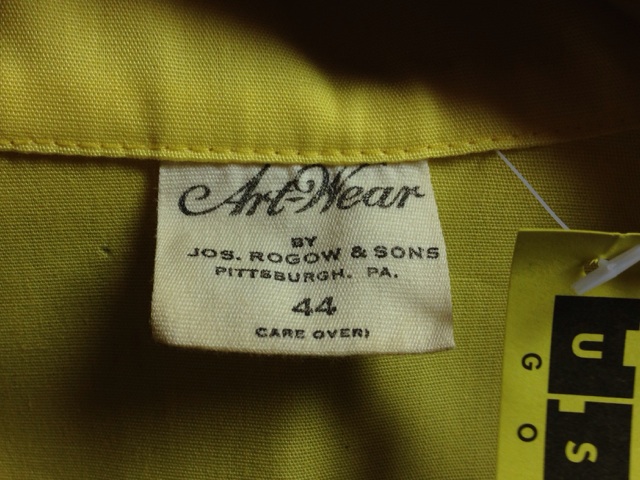 Art-Wear
BY
JOS. ROGOW & SONS
PITTSBURGH. PA.
44
CARE OVER)
U
S
G
O